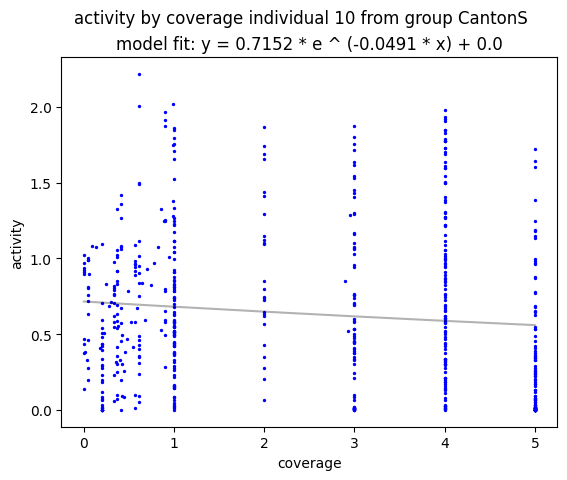 activity by coverage individual 10 from group CantonS
model fit: y = 0.7152 * e ^ (-0.0491 * x) + 0.0
2.0
1.5
1.0
0.5
0.0
activity
0 1 2 3 4 5
coverage